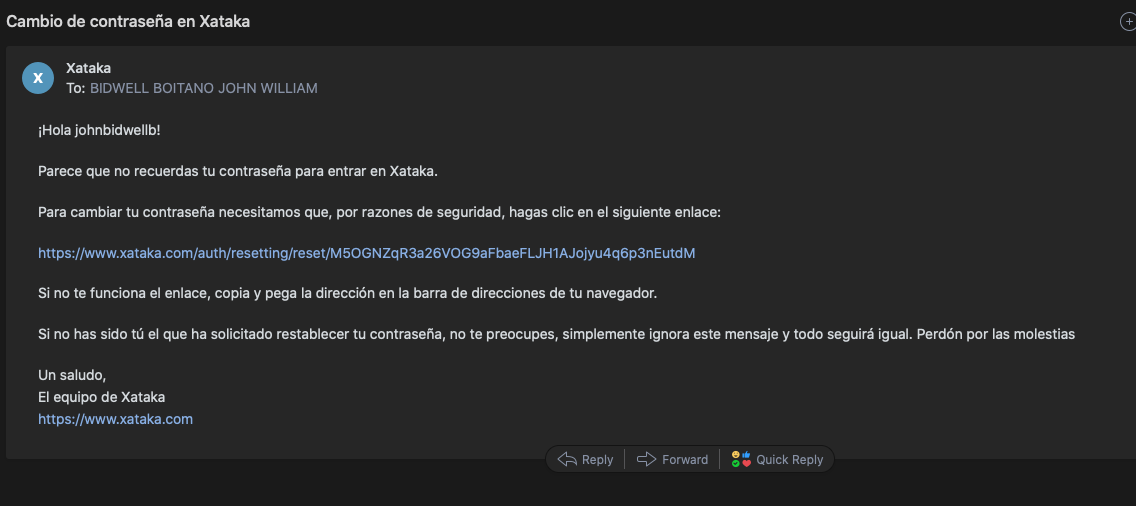 Cambio de contraseña en Xataka
X
Xataka
To: BIDWELL BOITANO JOHN WILLIAM
¡Hola johnbidwellb!
Parece que no recuerdas tu contraseña para entrar en Xataka.
Para cambiar tu contraseña necesitamos que, por razones de seguridad, hagas clic en el siguiente enlace:
https://www.xataka.com/auth/resetting/reset/M5OGNZqR3a26VOG9aFbaeFLJH1AJojyu4q6p3nEutdM
Si no te funciona el enlace, copia y pega la dirección en la barra de direcciones de tu navegador.
Si no has sido tú el que ha solicitado restablecer tu contraseña, no te preocupes, simplemente ignora este mensaje y todo seguirá igual. Perdón por las molestias
Un saludo,
El equipo de Xataka
https://www.xataka.com
Reply Forward Quick Reply